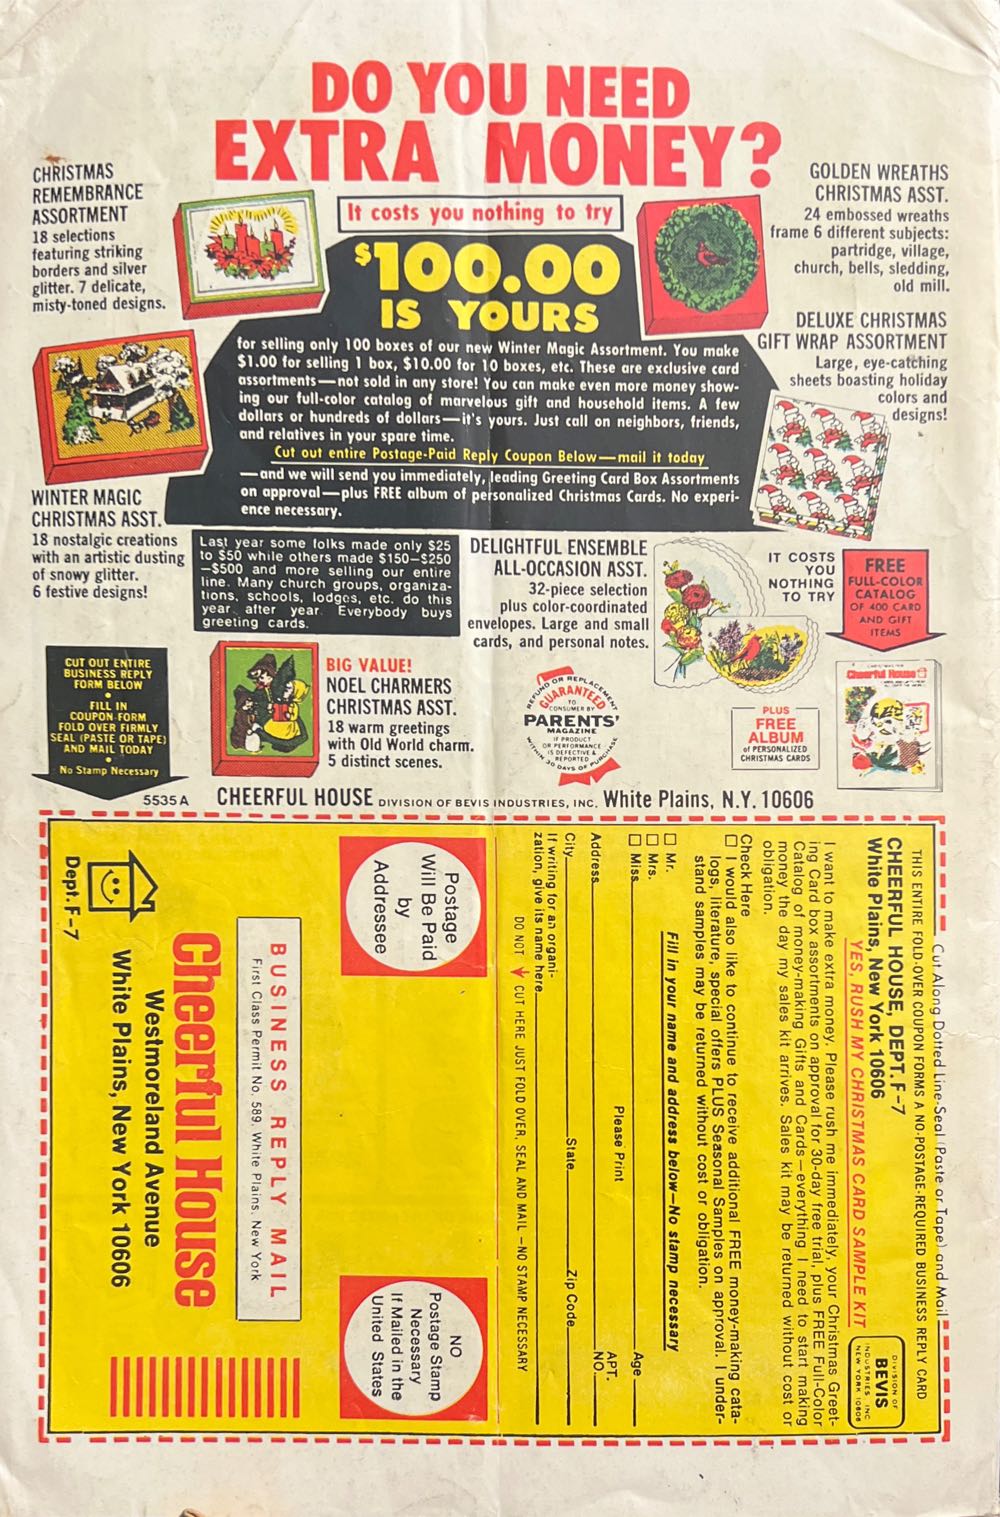 DO YOU NEED
EXTRA MONEY?
CHRISTMAS
REMEMBRANCE
ASSORTMENT
18 selections
featuring striking
borders and silver
glitter. 7 delicate,
misty-toned designs.
It costs you nothing to try
$100.00
IS YOURS
for selling only 100 boxes of our new Winter Magic Assortment. You make
$1.00 for selling 1 box, $10.00 for 10 boxes, etc. These are exclusive card
assortments—not sold in any store! You can make even more money show-
ing our full-color catalog of marvelous gift and household items. A few
dollars or hundreds of dollars—it's yours. Just call on neighbors, friends,
and relatives in your spare time.
Cut out entire Postage-Paid Reply Coupon Below—mail it today
—and we will send you immediately, leading Greeting Card Box Assortments
on approval—plus FREE album of personalized Christmas Cards. No experi-
ence necessary.
GOLDEN WREATHS
CHRISTMAS ASST.
24 embossed wreaths
frame 6 different subjects:
partridge, village,
church, bells, sledding,
old mill.
DELUXE CHRISTMAS
GIFT WRAP ASSORTMENT
Large, eye-catching
sheets boasting holiday
colors and
designs!
WINTER MAGIC
CHRISTMAS ASST.
18 nostalgic creations
with an artistic dusting
of snowy glitter.
6 festive designs!
Last year some folks made only $25
to $50 while others made $150—$250
—$500 and more selling our entire
line. Many church groups, organiza-
tions, schools, lodges, etc. do this
year after year. Everybody buys
greeting cards.
DELIGHTFUL ENSEMBLE
ALL-OCCASION ASST.
32-piece selection
plus color-coordinated
envelopes. Large and small
cards, and personal notes.
IT COSTS
YOU
NOTHING
TO TRY
FREE
FULL-COLOR
CATALOG
OF 400 CARD
AND GIFT
ITEMS
CUT OUT ENTIRE
BUSINESS REPLY
FORM BELOW
•
FILL IN
COUPON-FORM
FOLD OVER FIRMLY
SEAL (PASTE OR TAPE)
AND MAIL TODAY
•
No Stamp Necessary
BIG VALUE!
NOEL CHARMERS
CHRISTMAS ASST.
18 warm greetings
with Old World charm.
5 distinct scenes.
REFUND OR REPLACEMENT
GUARANTEED
TO
CONSUMER BY
PARENTS'
MAGAZINE
IF PRODUCT
OR PERFORMANCE
IS DEFECTIVE &
REPORTED
WITHIN 30 DAYS OF PURCHASE
PLUS
FREE
ALBUM
of PERSONALIZED
CHRISTMAS CARDS
Cheerful House
5535A
CHEERFUL HOUSE DIVISION OF BEVIS INDUSTRIES, INC. White Plains, N.Y. 10606
Cut Along Dotted Line-Seal (Paste or Tape) and Mail
THIS ENTIRE FOLD-OVER COUPON FORMS A NO-POSTAGE-REQUIRED BUSINESS REPLY CARD
CHEERFUL HOUSE, DEPT. F-7
White Plains, New York 10606
DIVISION OF
BEVIS
INDUSTRIES INC
NEW YORK 10606
YES, RUSH MY CHRISTMAS CARD SAMPLE KIT
I want to make extra money. Please rush me immediately, your Christmas Greet-
ing Card box assortments on approval for 30-day free trial, plus FREE Full-Color
Catalog of money-making Gifts and Cards—everything I need to start making
money the day my sales kit arrives. Sales kit may be returned without cost or
obligation.
Check Here
I would also like to continue to receive additional FREE money-making cata-
logs, literature, special offers PLUS Seasonal Samples on approval. I under-
stand samples may be returned without cost or obligation.
Fill in your name and address below—No stamp necessary
Mr.
Mrs.
Miss Age
Please Print
Address APT. NO.
City State Zip Code
If writing for an organi-
zation, give its name here
DO NOT CUT HERE JUST FOLD OVER, SEAL AND MAIL —NO STAMP NECESSARY
Postage
Will Be Paid
by
Addressee
NO
Postage Stamp
Necessary
If Mailed in the
United States
BUSINESS REPLY MAIL
First Class Permit No. 589, White Plains, New York
Cheerful House
Westmoreland Avenue
White Plains, New York 10606
Dept. F-7